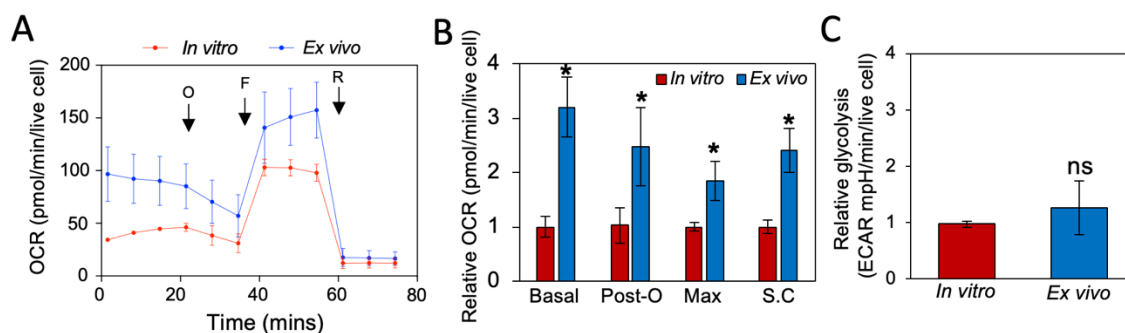 A
In vitro
Ex vivo
OCR (pmol/min/live cell)
200
150
100
50
0
O
F
R
0
20
40
60
80
Time (mins)
B
Relative OCR (pmol/min/live cell)
4
3
2
1
0
In vitro
Ex vivo
*
*
*
*
Basal
Post-O
Max
S.C
C
Relative glycolysis
(ECAR mpH/min/live cell)
4
3
2
1
0
ns
In vitro
Ex vivo